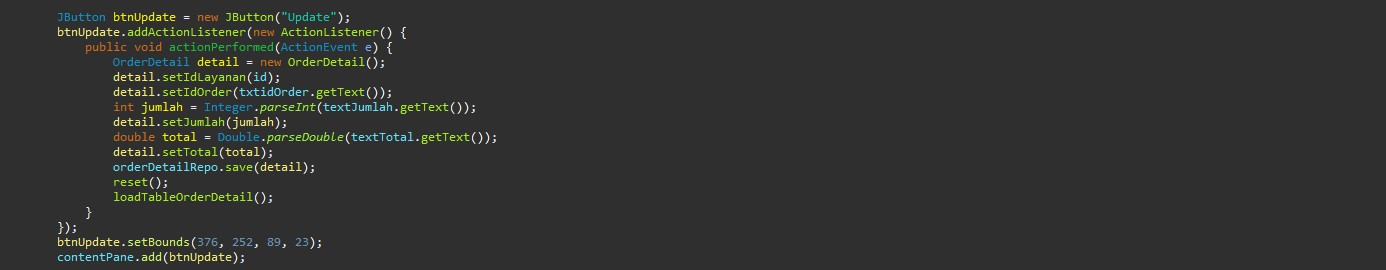 JButton btnUpdate = new JButton("Update");
btnUpdate.addActionListener(new ActionListener() {
public void actionPerformed(ActionEvent e) {
OrderDetail detail = new OrderDetail();
detail.setIdLayanan(id);
detail.setIdOrder(txtidOrder.getText());
int jumlah = Integer.parseInt(textJumlah.getText());
detail.setJumlah(jumlah);
double total = Double.parseDouble(textTotal.getText());
detail.setTotal(total);
orderDetailRepo.save(detail);
reset();
loadTableOrderDetail();
}
});
btnUpdate.setBounds(376, 252, 89, 23);
contentPane.add(btnUpdate);